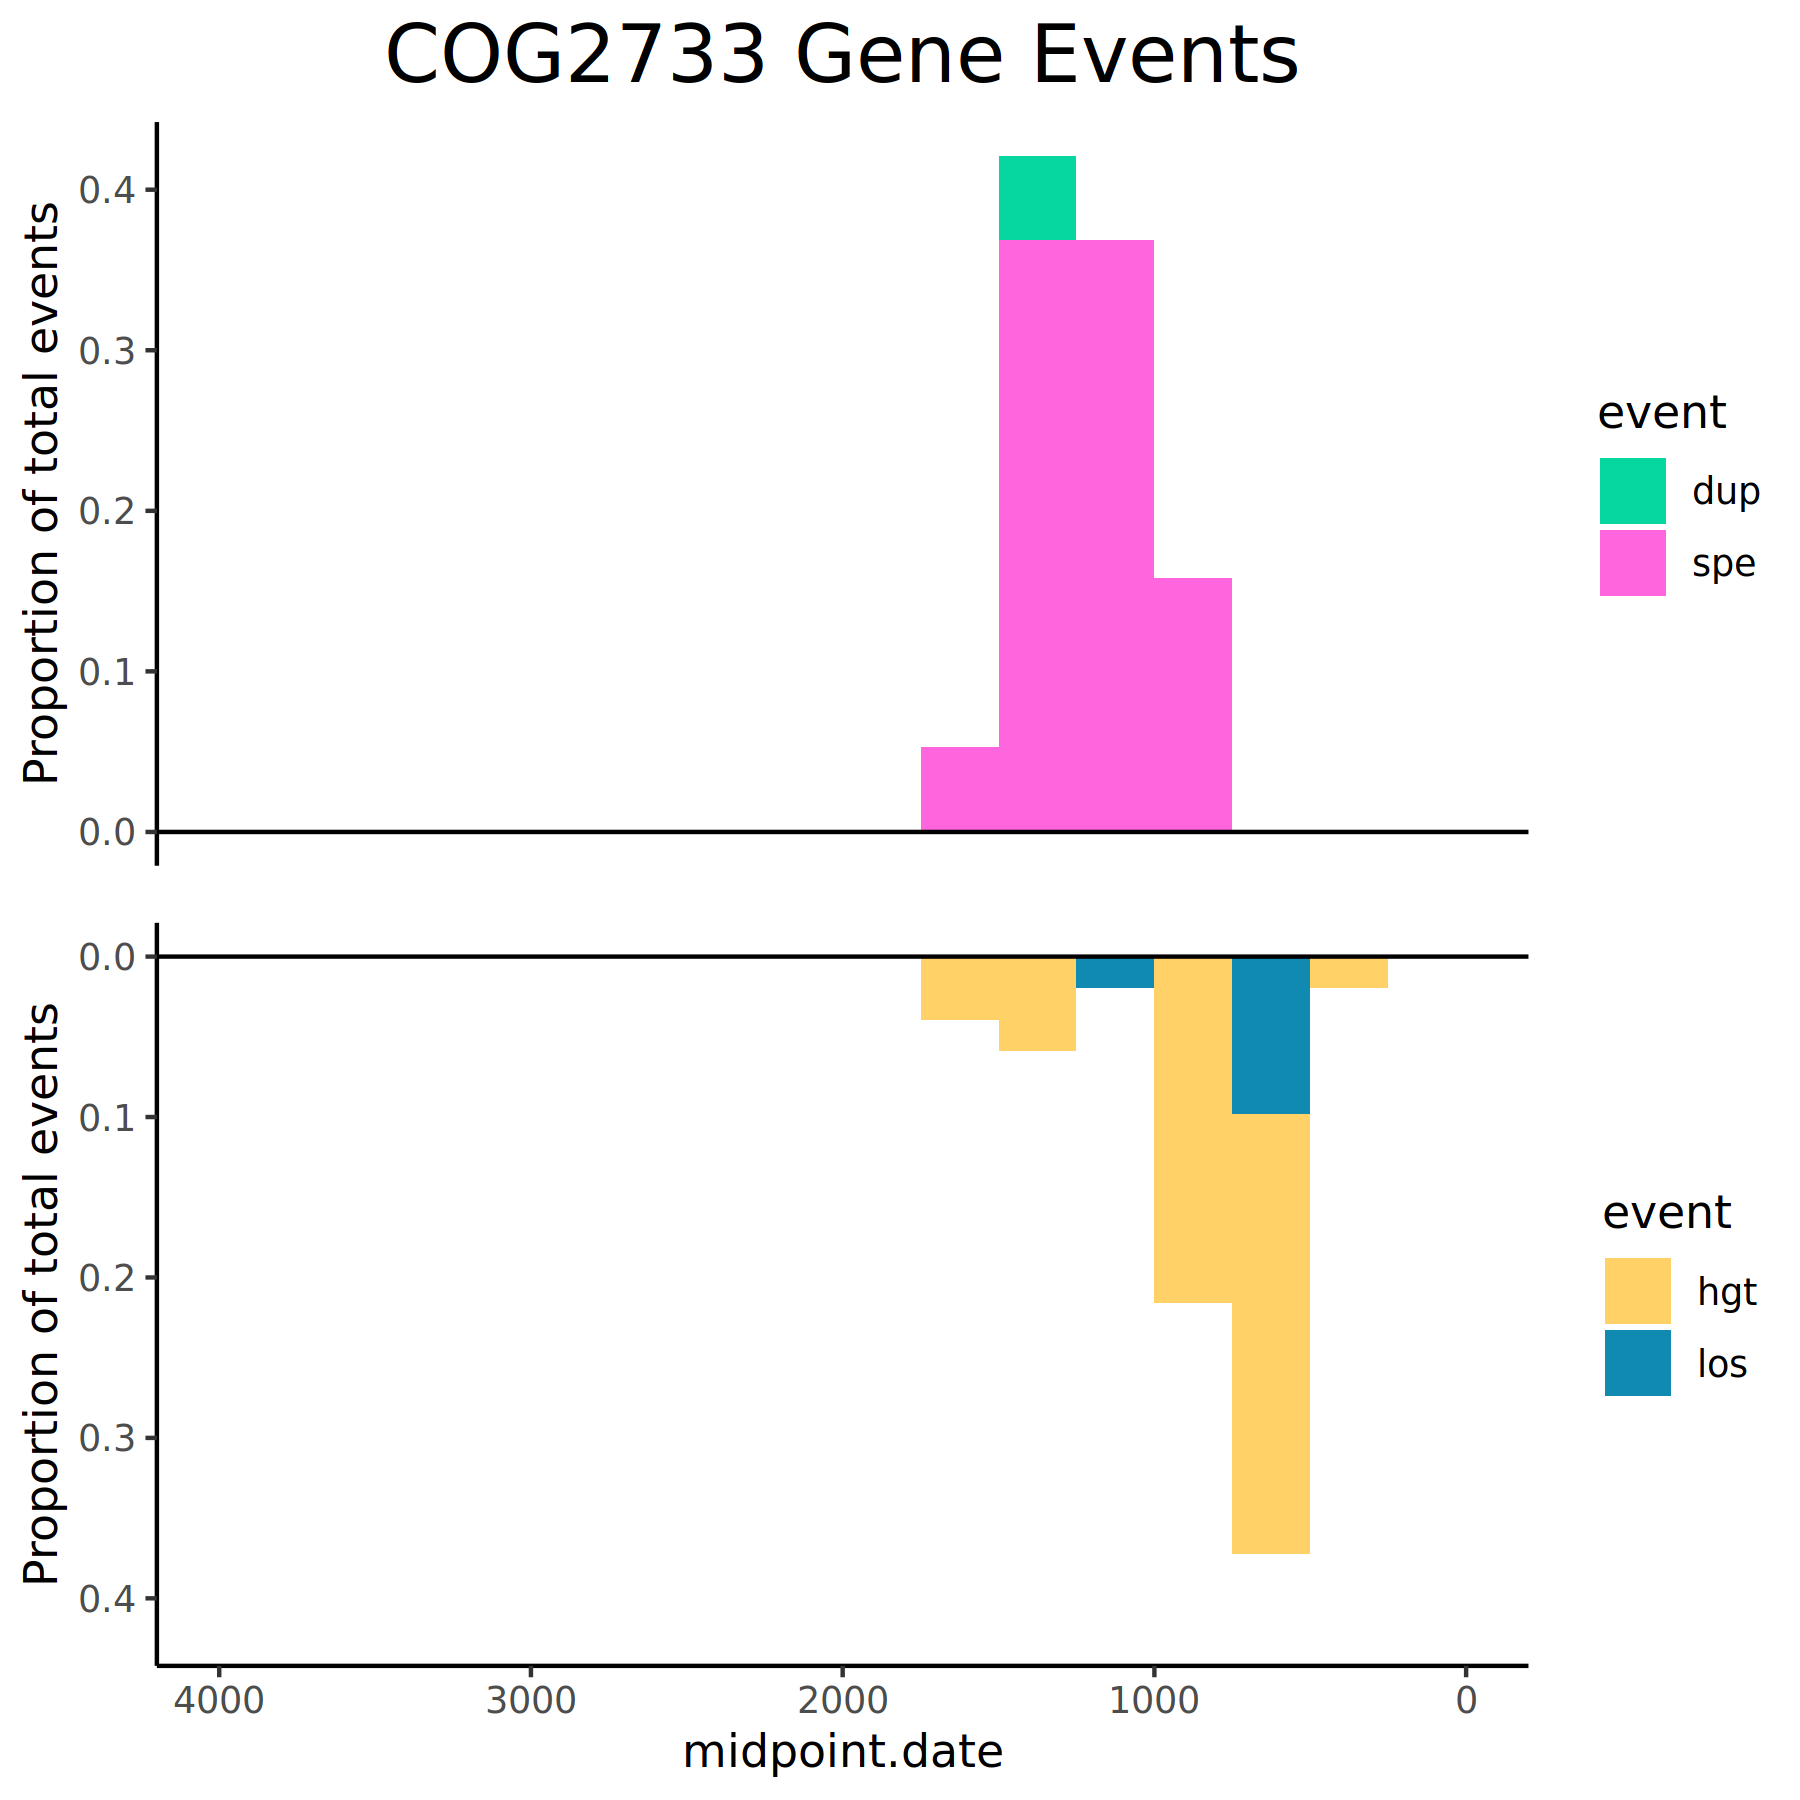 COG2733 Gene Events
Proportion of total events
0.4
0.3
0.2
0.1
0.0
event
dup
spe
Proportion of total events
0.0
0.1
0.2
0.3
0.4
event
hgt
los
4000 3000 2000 1000 0
midpoint.date